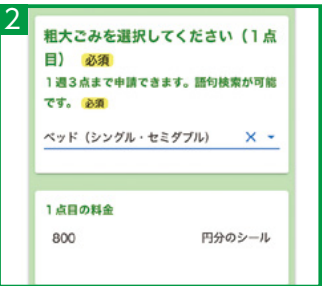 2
粗大ごみを選択してください（1点
目） 必須
1週3点まで申請できます。語句検索が可能
です。 必須
ベッド（シングル・セミダブル） × ▾
1点目の料金
800 円分のシール